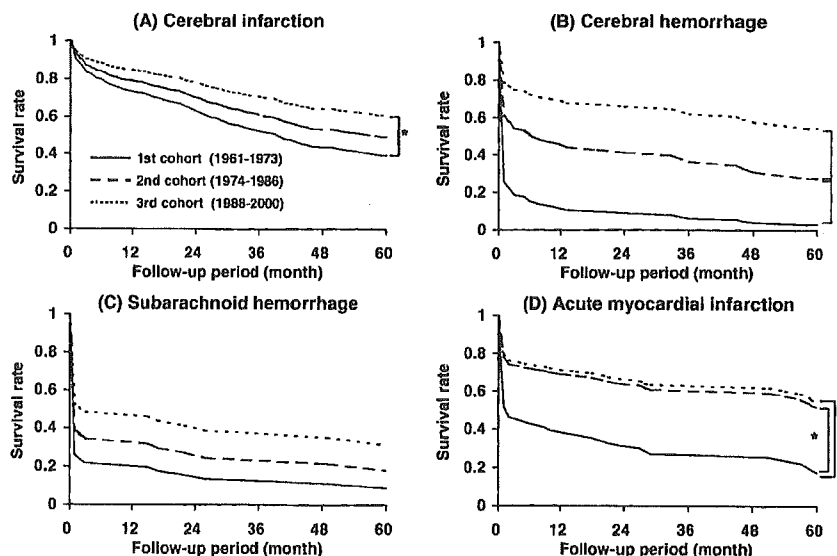 (A) Cerebral infarction
Survival rate
1
0.8
0.6
0.4
0.2
0
*
1st cohort (1961-1973)
2nd cohort (1974-1986)
3rd cohort (1988-2000)
0 12 24 36 48 60
Follow-up period (month)
(B) Cerebral hemorrhage
Survival rate
1
0.8
0.6
0.4
0.2
0
*
0 12 24 36 48 60
Follow-up period (month)
(C) Subarachnoid hemorrhage
Survival rate
1
0.8
0.6
0.4
0.2
0
0 12 24 36 48 60
Follow-up period (month)
(D) Acute myocardial infarction
Survival rate
1
0.8
0.6
0.4
0.2
0
*
0 12 24 36 48 60
Follow-up period (month)